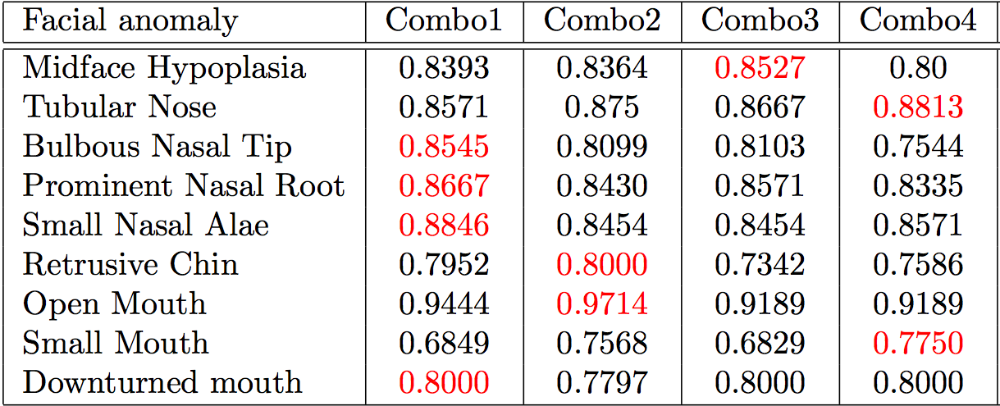 Facial anomaly Combo1 Combo2 Combo3 Combo4
Midface Hypoplasia 0.8393 0.8364 0.8527 0.80
Tubular Nose 0.8571 0.875 0.8667 0.8813
Bulbous Nasal Tip 0.8545 0.8099 0.8103 0.7544
Prominent Nasal Root 0.8667 0.8430 0.8571 0.8335
Small Nasal Alae 0.8846 0.8454 0.8454 0.8571
Retrusive Chin 0.7952 0.8000 0.7342 0.7586
Open Mouth 0.9444 0.9714 0.9189 0.9189
Small Mouth 0.6849 0.7568 0.6829 0.7750
Downturned mouth 0.8000 0.7797 0.8000 0.8000